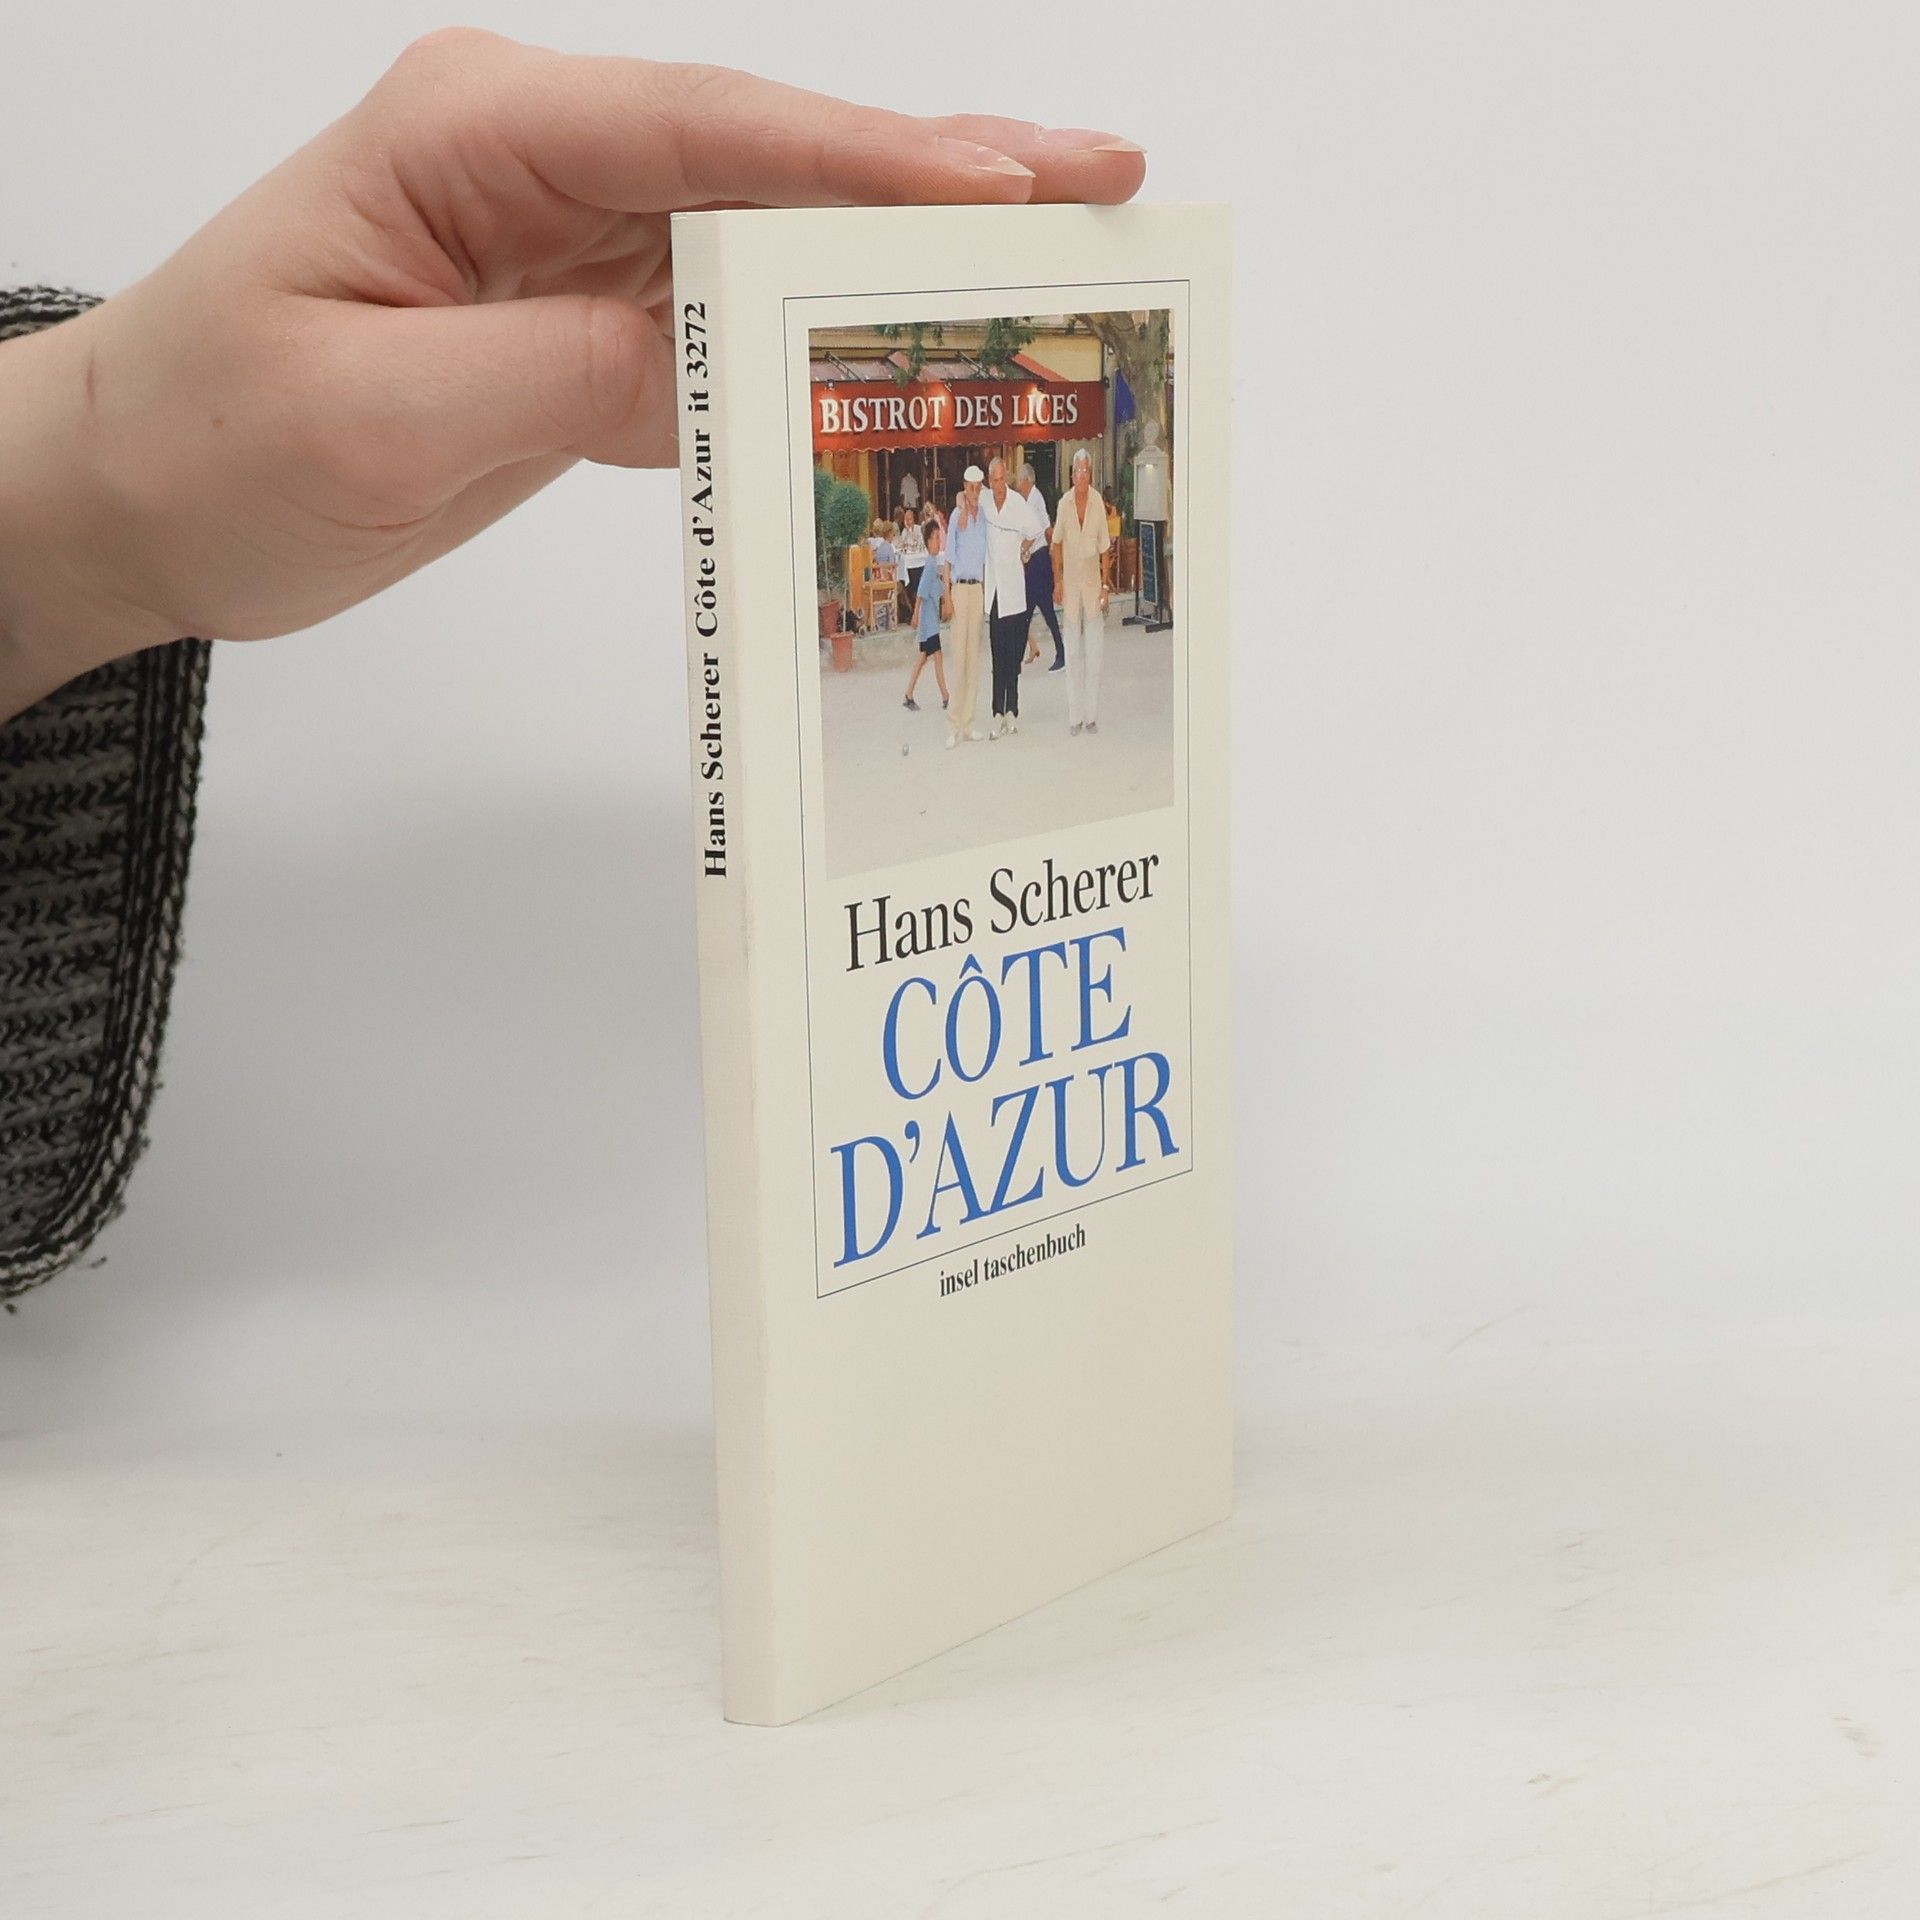 Hans Scherer Côte d'Azur it 3272
BISTROT DES LICES
Hans Scherer
CÔTE
D'AZUR
insel taschenbuch